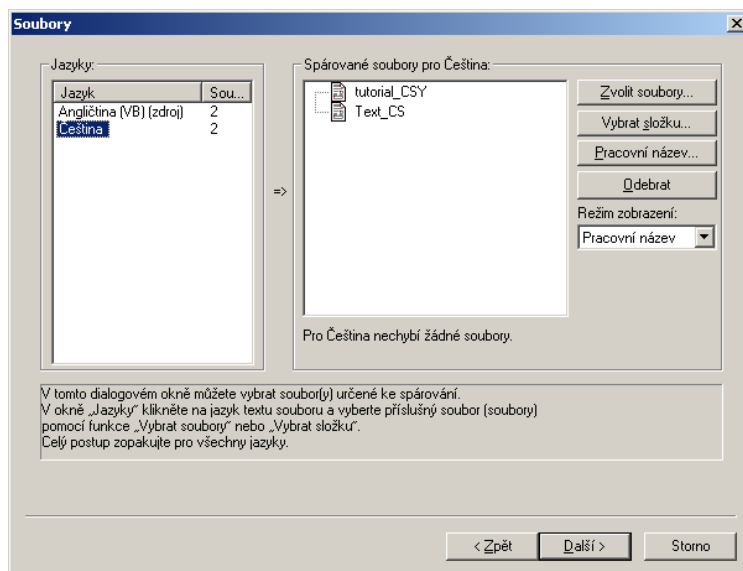 Soubory
Jazyky:
Jazyk Sou...
Angličtina (VB) (zdroj) 2
Čeština 2
=>
Spárované soubory pro Čeština:
tutorial_CSY
Text_CS
Pro Čeština nechybí žádné soubory.
Zvolit soubory...
Vybrat složku...
Pracovní název...
Odebrat
Režim zobrazení:
Pracovní název
V tomto dialogovém okně můžete vybrat soubor(y) určené ke spárování.
V okně „Jazyky“ klikněte na jazyk textu souboru a vyberte příslušný soubor (soubory)
pomocí funkce „Vybrat soubory“ nebo „Vybrat složku“.
Celý postup zopakujte pro všechny jazyky.
< Zpět Další > Storno